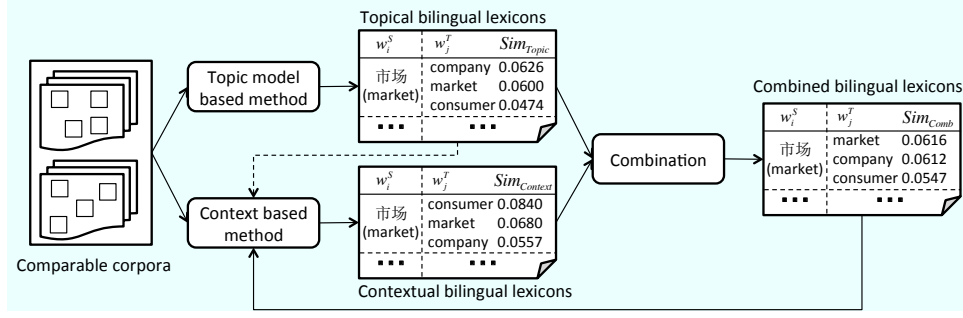 Topical bilingual lexicons
w_i^S w_j^T Sim_Topic
市场
(market)
company 0.0626
market 0.0600
consumer 0.0474
... ...
Topic model
based method
Comparable corpora
Context based
method
w_i^S w_j^T Sim_Context
市场
(market)
consumer 0.0840
market 0.0680
company 0.0557
... ...
Contextual bilingual lexicons
Combination
Combined bilingual lexicons
w_i^S w_j^T Sim_Comb
市场
(market)
market 0.0616
company 0.0612
consumer 0.0547
... ...